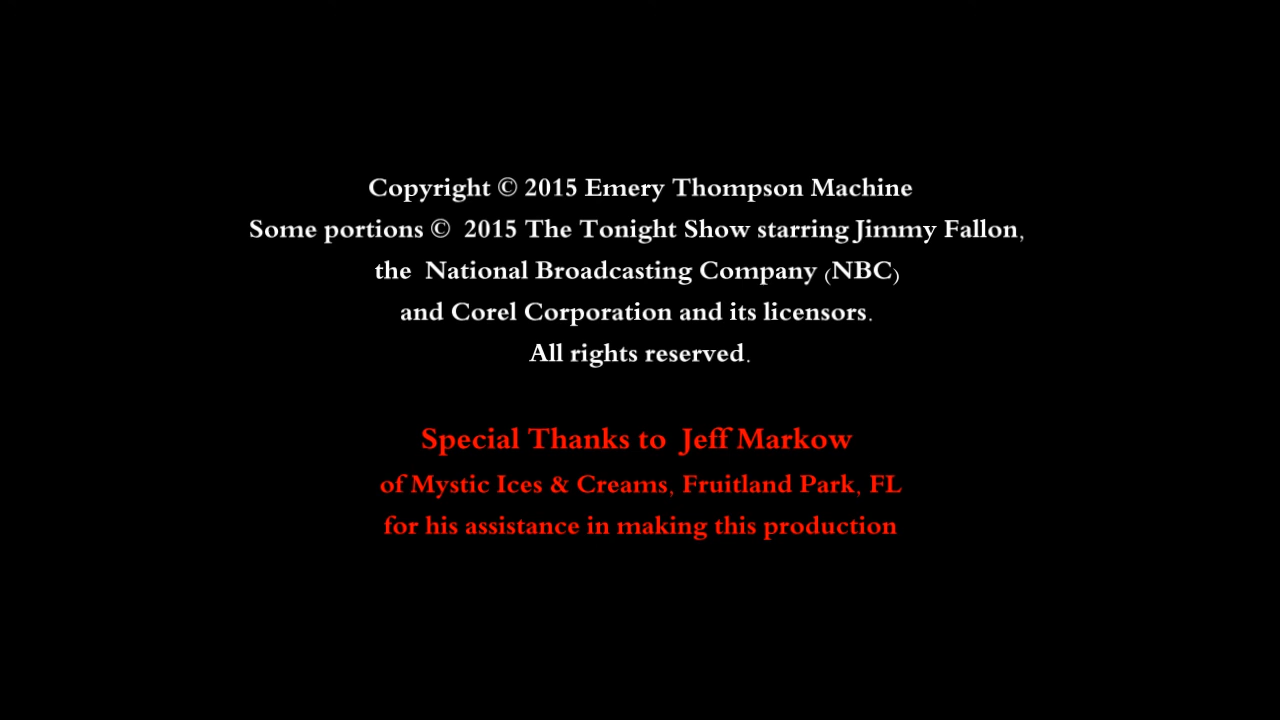 Copyright © 2015 Emery Thompson Machine
Some portions © 2015 The Tonight Show starring Jimmy Fallon,
the National Broadcasting Company (NBC)
and Corel Corporation and its licensors.
All rights reserved.
Special Thanks to Jeff Markow
of Mystic Ices & Creams, Fruitland Park, FL
for his assistance in making this production